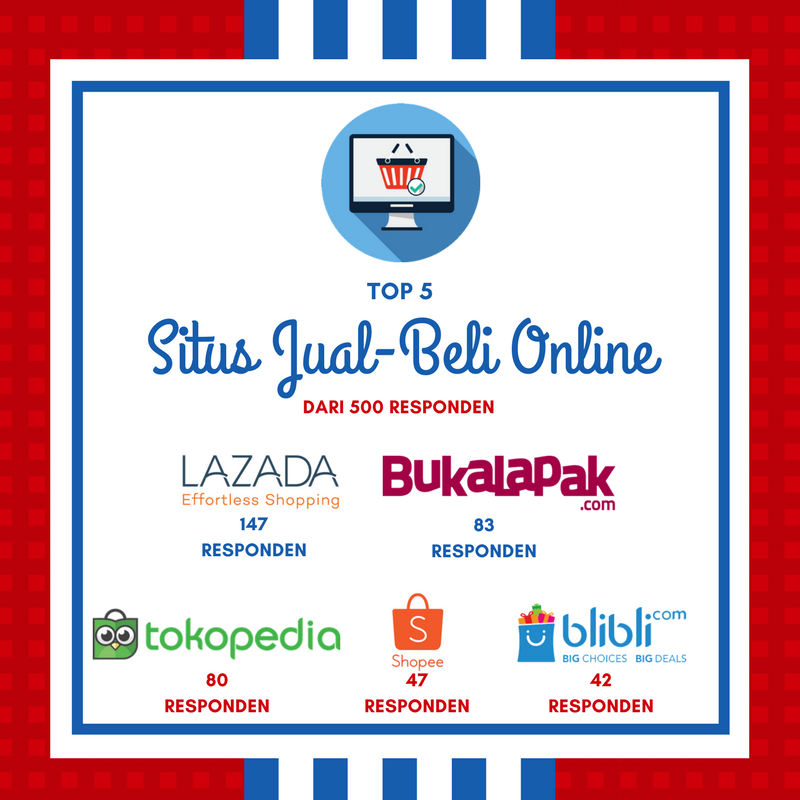 TOP 5
Situs Jual-Beli Online
DARI 500 RESPONDEN
LAZADA
Effortless Shopping
147
RESPONDEN
BukalaPak
.com
83
RESPONDEN
tokopedia
80
RESPONDEN
S
Shopee
47
RESPONDEN
blibli.com
BIG CHOICES BIG DEALS
42
RESPONDEN